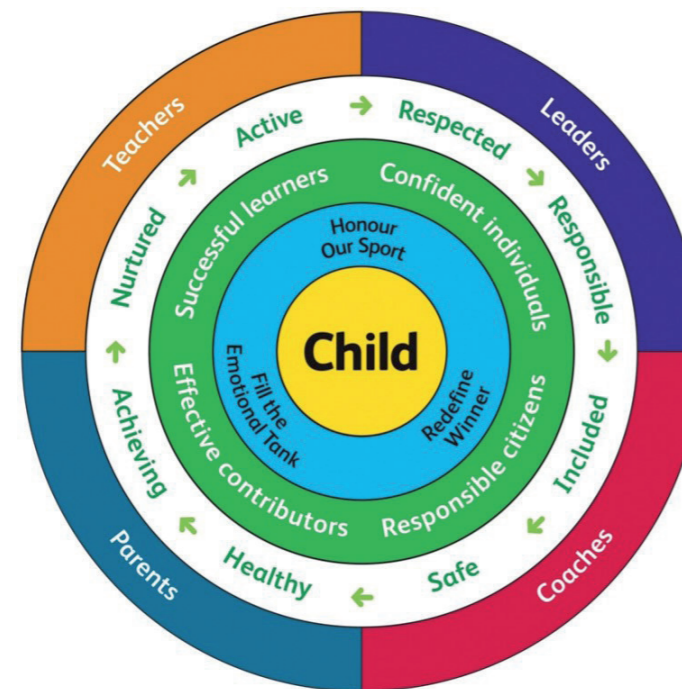 Teachers
Leaders
Coaches
Parents
Active
Respected
Responsible
Included
Safe
Healthy
Achieving
Nurtured
Successful learners
Confident individuals
Responsible citizens
Effective contributors
Honour
Our Sport
Redefine
Winner
Fill the
Emotional Tank
Child